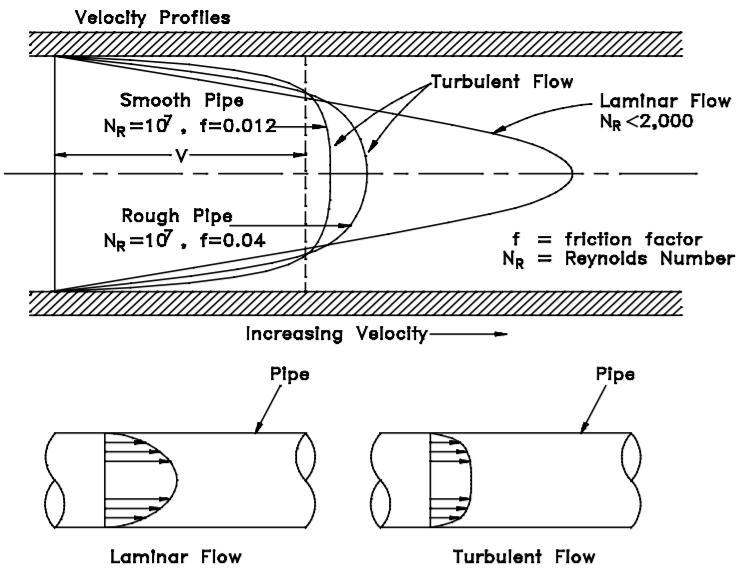 Velocity Profiles
Turbulent Flow
Smooth Pipe
N_R=10^7 , f=0.012
Laminar Flow
N_R<2,000
V
Rough Pipe
N_R=10^7 , f=0.04
f = friction factor
N_R = Reynolds Number
Increasing Velocity
Pipe
Pipe
Laminar Flow
Turbulent Flow